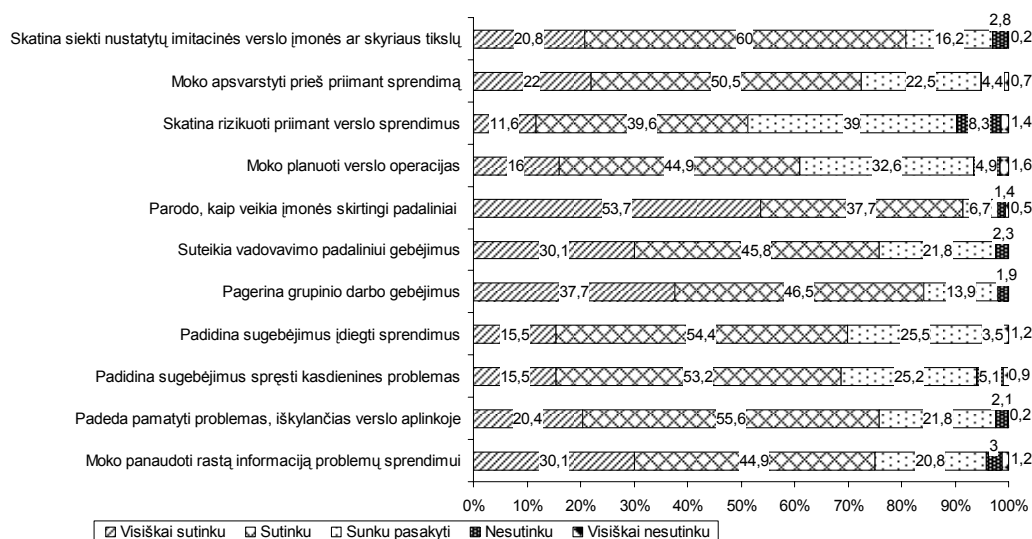 Skatina siekti nustatytų imitacinės verslo įmonės ar skyriaus tikslų 20,8 60 16,2 2,8 0,2
Moko apsvarstyti prieš priimant sprendimą 22 50,5 22,5 4,4 0,7
Skatina rizikuoti priimant verslo sprendimus 11,6 39,6 39 8,3 1,4
Moko planuoti verslo operacijas 16 44,9 32,6 4,9 1,6
Parodo, kaip veikia įmonės skirtingi padaliniai 53,7 37,7 6,7 1,4 0,5
Suteikia vadovavimo padaliniui gebėjimus 30,1 45,8 21,8 2,3
Pagerina grupinio darbo gebėjimus 37,7 46,5 13,9 1,9
Padidina sugebėjimus įdiegti sprendimus 15,5 54,4 25,5 3,5 1,2
Padidina sugebėjimus spręsti kasdienines problemas 15,5 53,2 25,2 5,1 0,9
Padeda pamatyti problemas, iškylančias verslo aplinkoje 20,4 55,6 21,8 2,1 0,2
Moko panaudoti rastą informaciją problemų sprendimui 30,1 44,9 20,8 3 1,2
0% 10% 20% 30% 40% 50% 60% 70% 80% 90% 100%
Visiškai sutinku Sutinku Sunku pasakyti Nesutinku Visiškai nesutinku